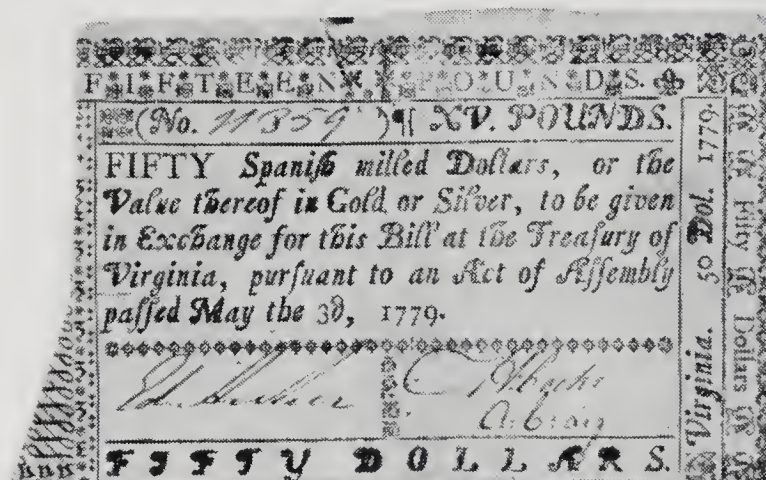 FIFTEEN POUNDS.
(No. 11359 )¶ XV. POUNDS.
FIFTY Spaniſh milled Dollars, or the
Value thereof in Gold or Silver, to be given
in Exchange for this Bill at the Treaſury of
Virginia, purſuant to an Act of Aſſembly
paſſed May the 3d, 1779.
FIFTY DOLLARS.
Virginia. 50 Dol. 1779.
Fifty Dollars